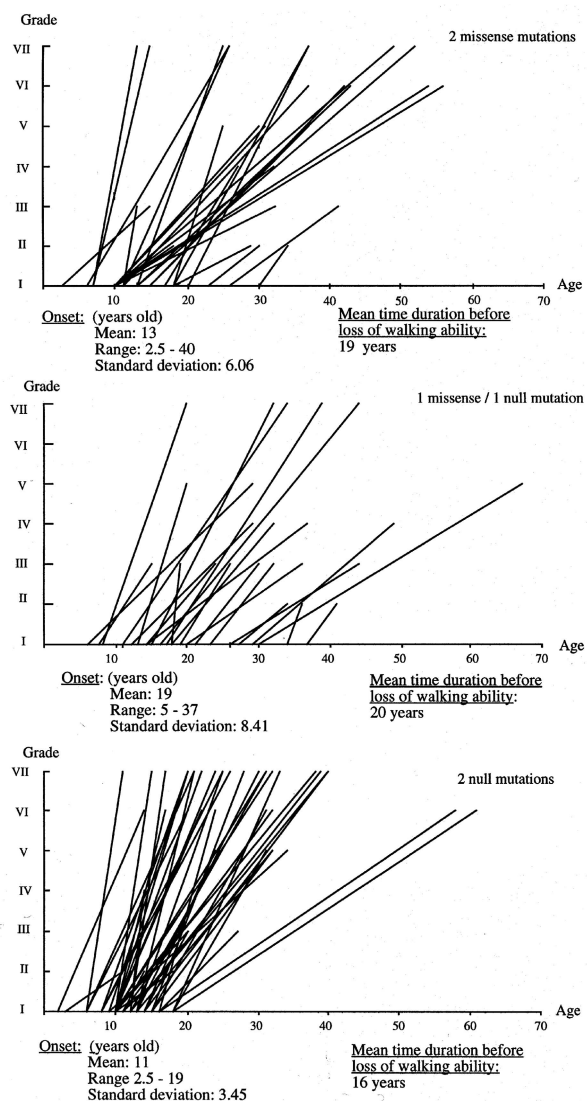 Grade
2 missense mutations
VII
VI
V
IV
III
II
I
10 20 30 40 50 60 70
Age
Onset: (years old)
Mean: 13
Range: 2.5 - 40
Standard deviation: 6.06
Mean time duration before
loss of walking ability:
19 years
Grade
1 missense / 1 null mutation
VII
VI
V
IV
III
II
I
10 20 30 40 50 60 70
Age
Onset: (years old)
Mean: 19
Range: 5 - 37
Standard deviation: 8.41
Mean time duration before
loss of walking ability:
20 years
Grade
2 null mutations
VII
VI
V
IV
III
II
I
10 20 30 40 50 60 70
Age
Onset: (years old)
Mean: 11
Range 2.5 - 19
Standard deviation: 3.45
Mean time duration before
loss of walking ability:
16 years